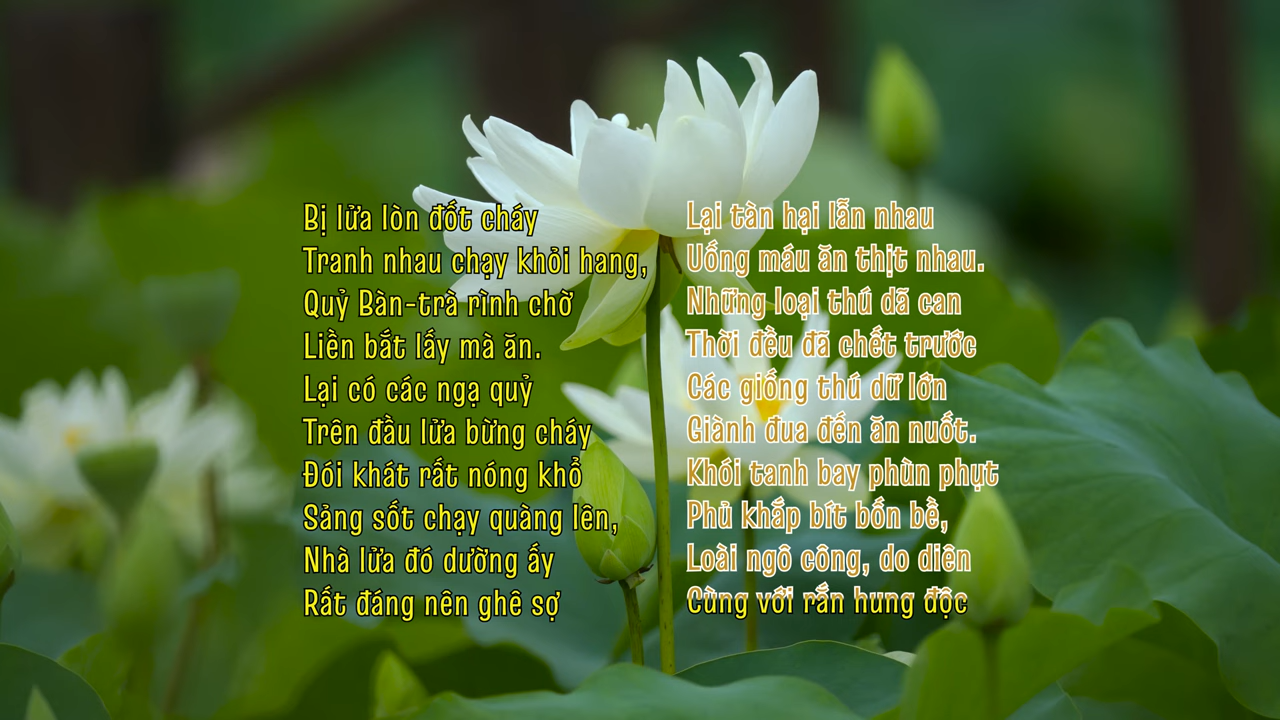 Bị lửa lòn đốt cháy
Tranh nhau chạy khỏi hang,
Quỷ Bàn-trà rình chờ
Liền bắt lấy mà ăn.
Lại có các ngạ quỷ
Trên đầu lửa bừng cháy
Đói khát rất nóng khổ
Sảng sốt chạy quàng lên,
Nhà lửa đó dường ấy
Rất đáng nên ghê sợ
Lại tàn hại lẫn nhau
Uống máu ăn thịt nhau.
Những loại thú dã can
Thời đều đã chết trước
Các giống thú dữ lớn
Giành đua đến ăn nuốt.
Khói tanh bay phùn phụt
Phủ khắp bít bốn bề,
Loài ngô công, do diên
Cùng với rắn hung độc